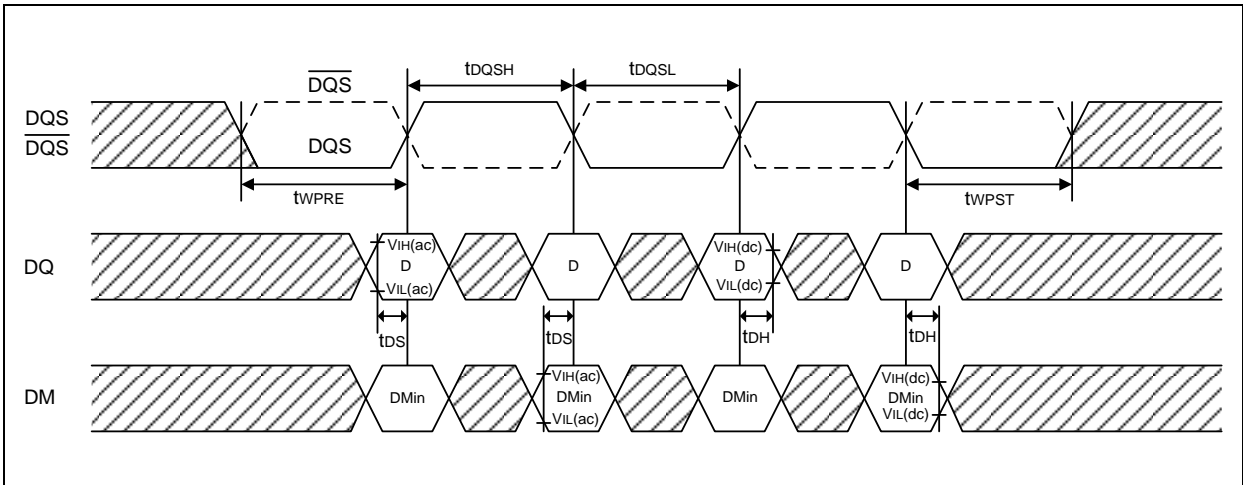 DQS
tDQSH
tDQSL
DQS
DQS
DQS
tWPRE
tWPST
DQ
VIH(ac)
D
VIL(ac)
D
VIH(dc)
D
VIL(dc)
D
tDS
tDS
tDH
tDH
DM
DMin
VIH(ac)
DMin
VIL(ac)
DMin
VIH(dc)
DMin
VIL(dc)